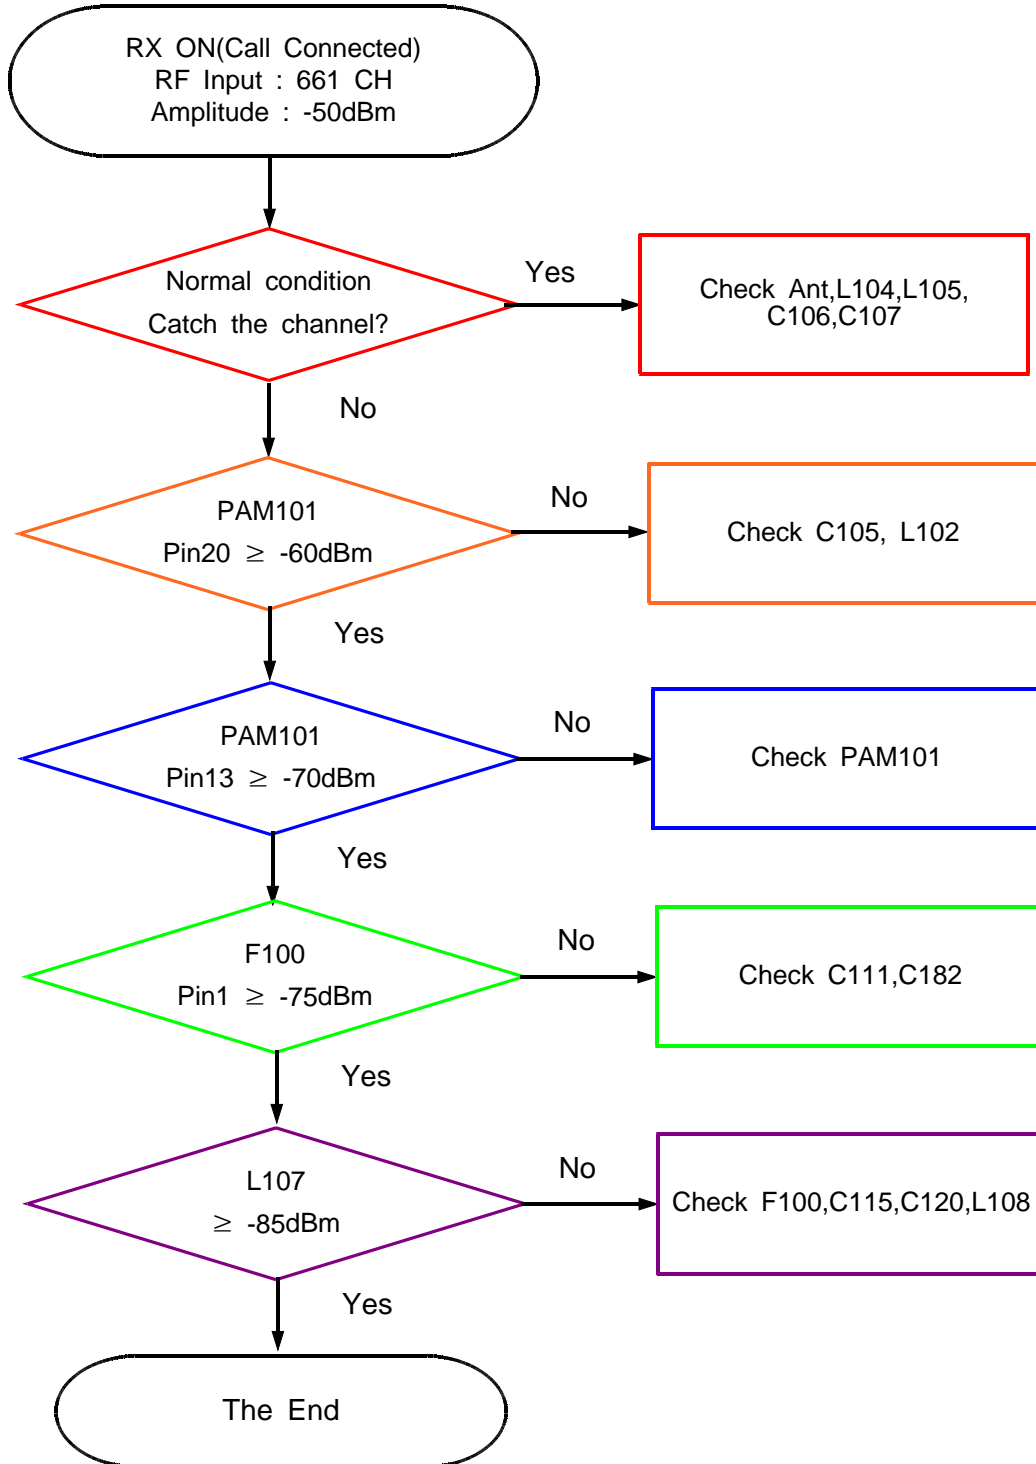 RX ON(Call Connected)
RF Input : 661 CH
Amplitude : -50dBm
Normal condition
Catch the channel?
Yes
Check Ant,L104,L105,
C106,C107
No
PAM101
Pin20 ≥ -60dBm
No
Check C105, L102
Yes
PAM101
Pin13 ≥ -70dBm
No
Check PAM101
Yes
F100
Pin1 ≥ -75dBm
No
Check C111,C182
Yes
L107
≥ -85dBm
No
Check F100,C115,C120,L108
Yes
The End